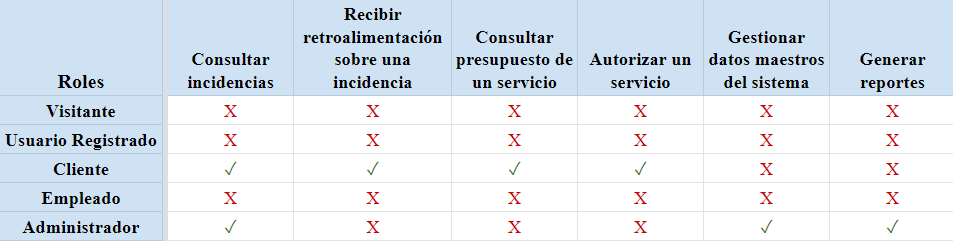 Roles
Consultar incidencias
Recibir retroalimentación sobre una incidencia
Consultar presupuesto de un servicio
Autorizar un servicio
Gestionar datos maestros del sistema
Generar reportes
Visitante X X X X X X
Usuario Registrado X X X X X X
Cliente ✓ ✓ ✓ ✓ X X
Empleado X X X X X X
Administrador ✓ X X X ✓ ✓